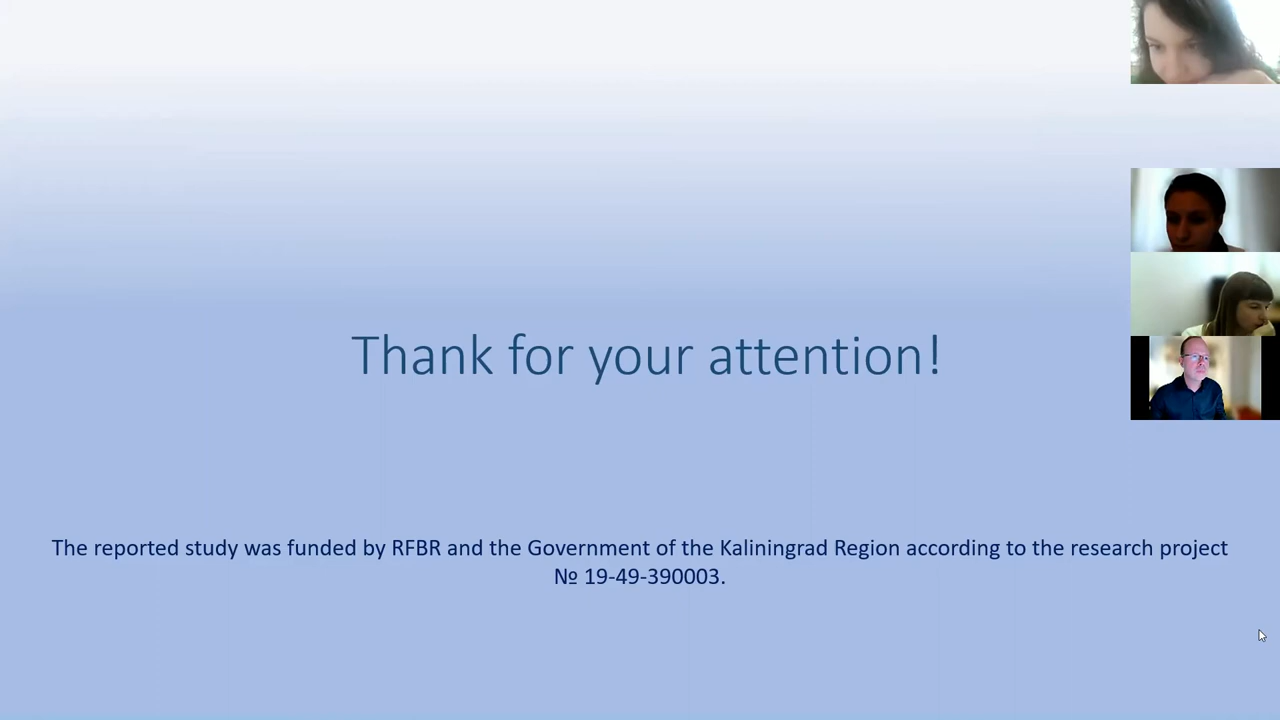 Thank for your attention!
The reported study was funded by RFBR and the Government of the Kaliningrad Region according to the research project
№ 19-49-390003.